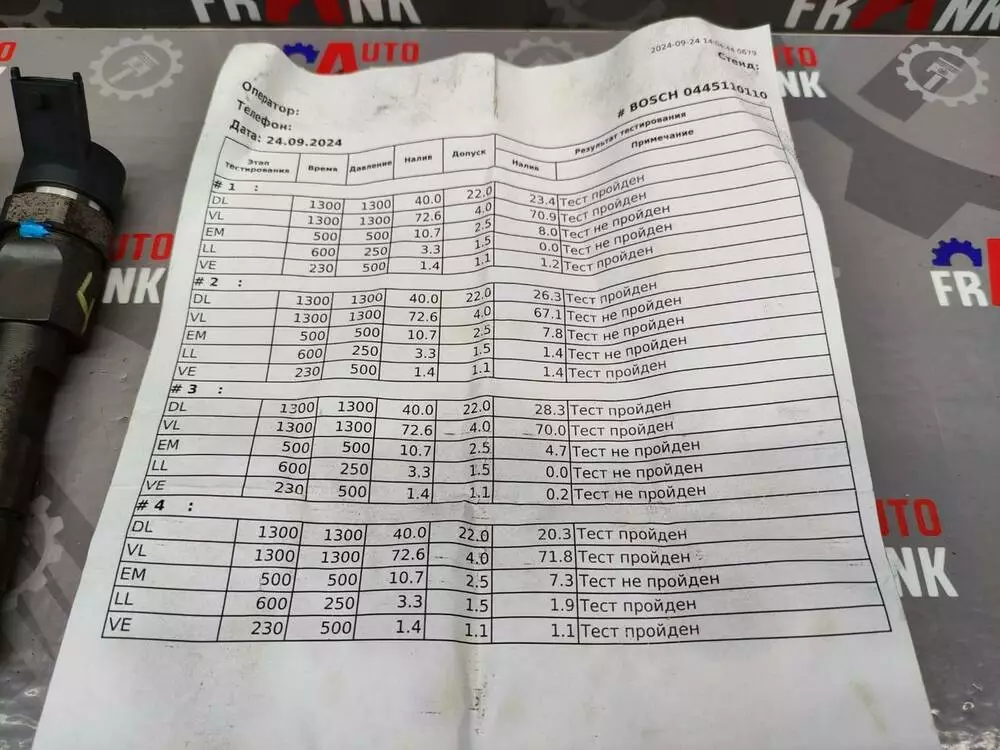 FRANK
FRANK
AUTO
AUTO
FRANK
NK
AUTO
NK
2024-09-24 14:04:44 0679
Стенд:
Оператор:
Телефон:
Дата: 24.09.2024
# BOSCH 0445110110
Результат тестирования
Этап Тестирования Время Давление Налив Допуск Налив Примечание
# 1 :
DL 1300 1300 40.0 22.0 23.4 Тест пройден
VL 1300 1300 72.6 4.0 70.9 Тест пройден
EM 500 500 10.7 2.5 8.0 Тест не пройден
LL 600 250 3.3 1.5 0.0
VE 230 500 1.4 1.1 1.2 Тест пройден
# 2 :
DL 1300 1300 40.0 22.0 26.3 Тест пройден
VL 1300 1300 72.6 4.0 67.1 Тест не пройден
EM 500 500 10.7 2.5 7.8 Тест не пройден
LL 600 250 3.3 1.5 1.4 Тест не пройден
VE 230 500 1.4 1.1 1.4 Тест пройден
# 3 :
DL 1300 1300 40.0 22.0 28.3 Тест пройден
VL 1300 1300 72.6 4.0 70.0 Тест пройден
EM 500 500 10.7 2.5 4.7 Тест не пройден
LL 600 250 3.3 1.5 0.0 Тест не пройден
VE 230 500 1.4 1.1 0.2 Тест не пройден
# 4 :
DL 1300 1300 40.0 22.0 20.3 Тест пройден
VL 1300 1300 72.6 4.0 71.8 Тест пройден
EM 500 500 10.7 2.5 7.3 Тест не пройден
LL 600 250 3.3 1.5 1.9 Тест пройден
VE 230 500 1.4 1.1 1.1 Тест пройден